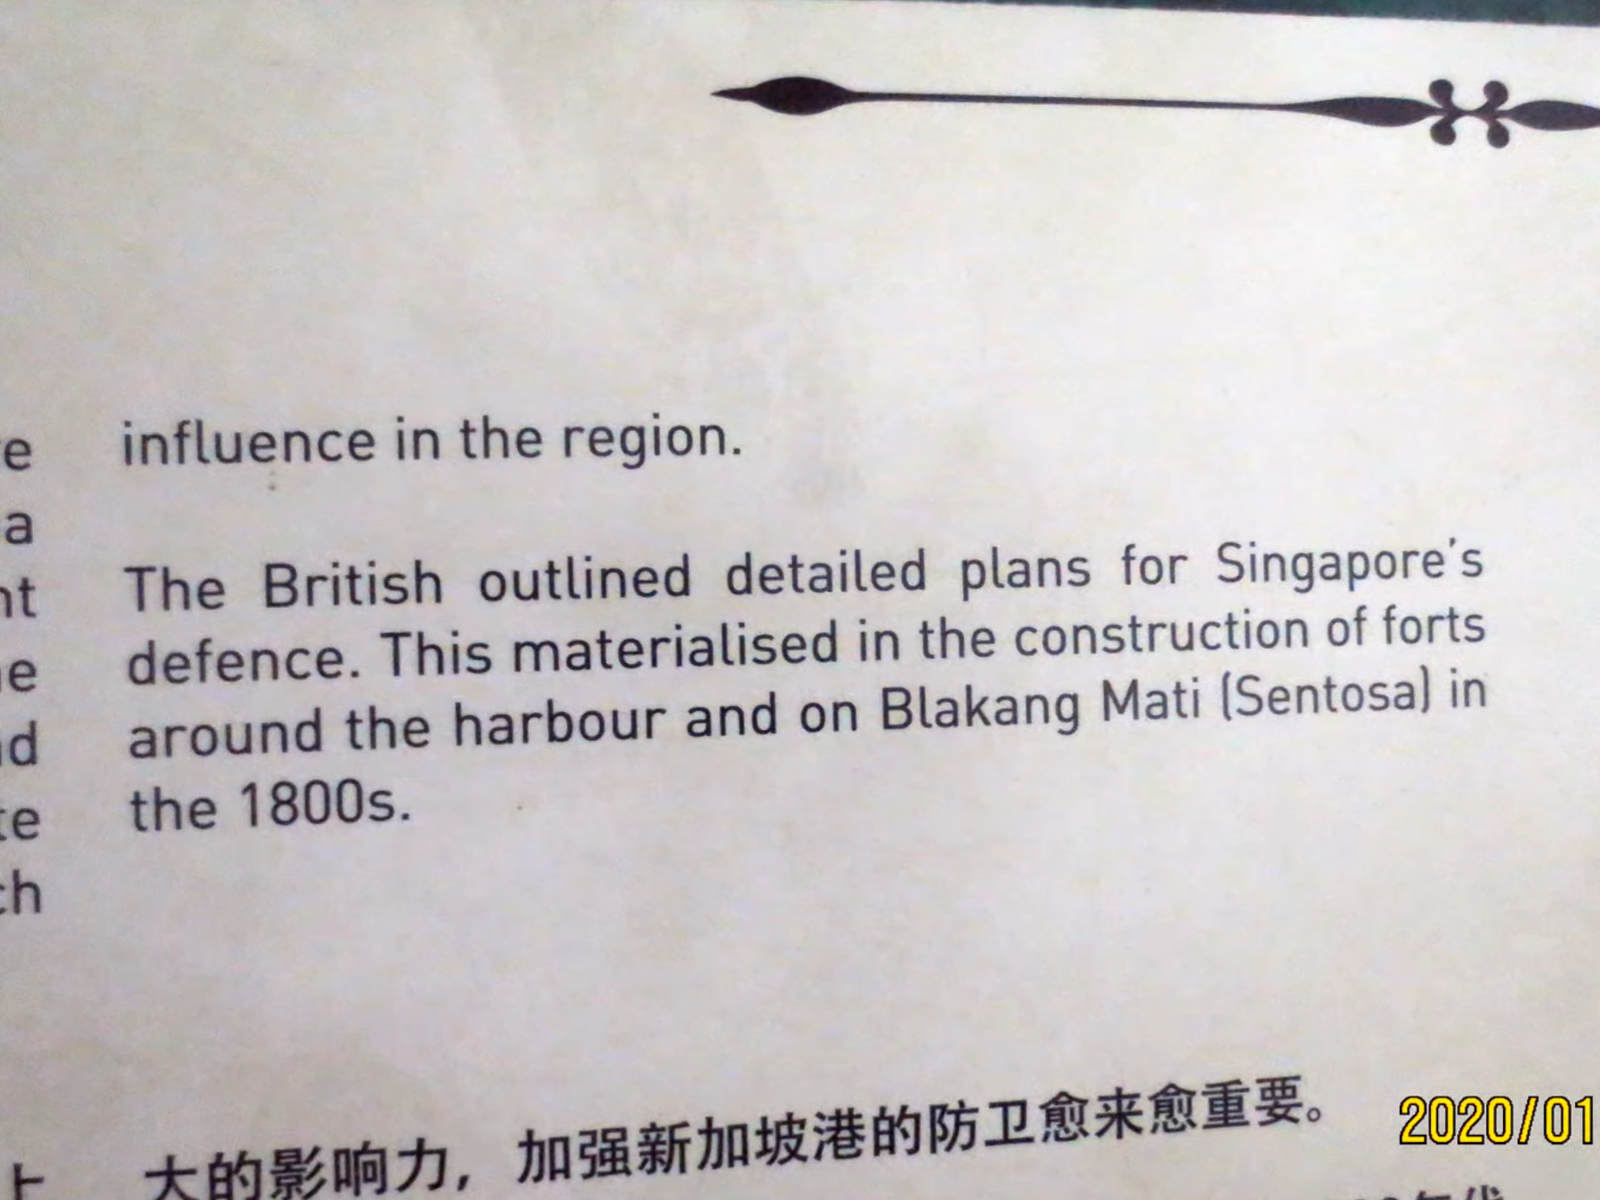 influence in the region.
The British outlined detailed plans for Singapore's
defence. This materialised in the construction of forts
around the harbour and on Blakang Mati (Sentosa) in
the 1800s.
大的影响力，加强新加坡港的防卫愈来愈重要。
2020/01